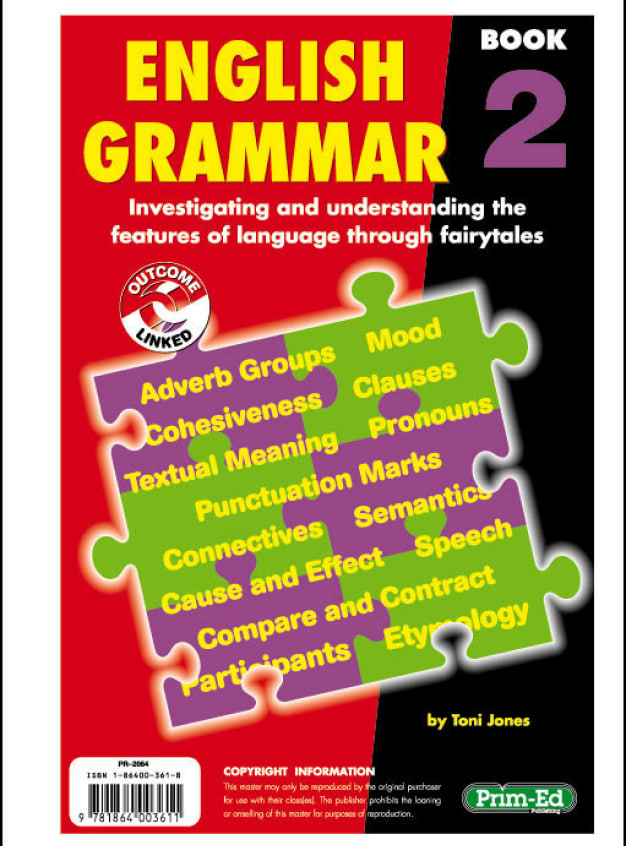 BOOK
2
ENGLISH
GRAMMAR
Investigating and understanding the
features of language through fairytales
OUTCOME
LINKED
Adverb Groups Mood
Cohesiveness Clauses
Textual Meaning Pronouns
Punctuation Marks
Connectives Semantics
Cause and Effect Speech
Compare and Contract
Participants Etymology
by Toni Jones
PR-2064
ISBN 1-86400-361-8
9 781864 003611
COPYRIGHT INFORMATION
This master may only be reproduced by the original purchaser
for use with their class(es). The publisher prohibits the loaning
or onselling of this master for purposes of reproduction.
Prim-Ed
Publishing